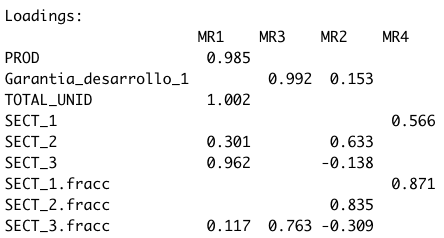 Loadings:
                     MR1    MR3    MR2    MR4
PROD                  0.985
Garantia_desarrollo_1        0.992  0.153
TOTAL_UNID            1.002
SECT_1                                     0.566
SECT_2                0.301         0.633
SECT_3                0.962        -0.138
SECT_1.fracc                               0.871
SECT_2.fracc                        0.835
SECT_3.fracc          0.117  0.763 -0.309